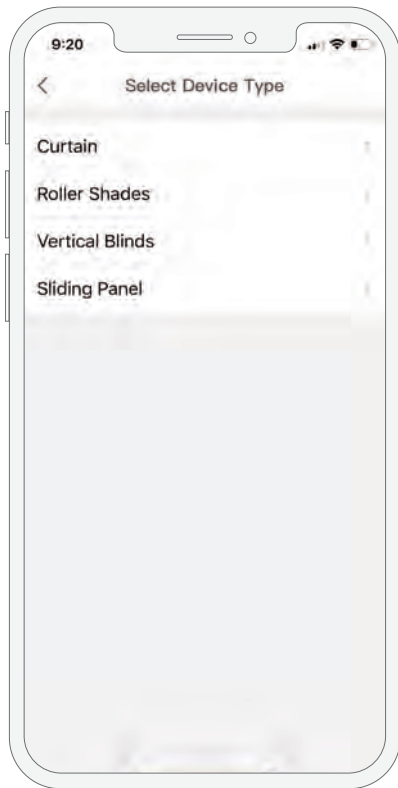 9:20
Select Device Type
Curtain
Roller Shades
Vertical Blinds
Sliding Panel